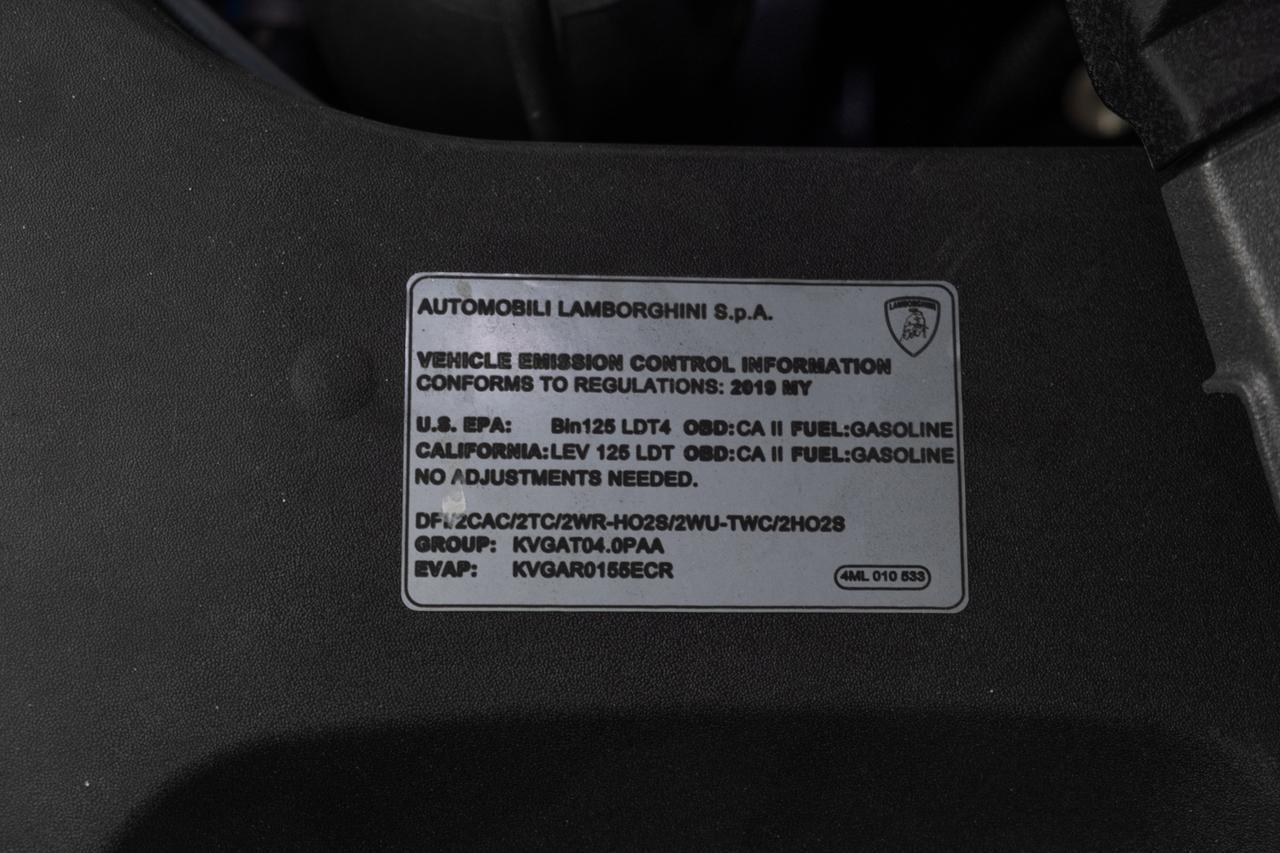 AUTOMOBILI LAMBORGHINI S.p.A.
LAMBORGHINI
VEHICLE EMISSION CONTROL INFORMATION
CONFORMS TO REGULATIONS: 2019 MY
U.S. EPA: Bin125 LDT4 OBD:CA II FUEL:GASOLINE
CALIFORNIA:LEV 125 LDT OBD:CA II FUEL:GASOLINE
NO ADJUSTMENTS NEEDED.
DFI/2CAC/2TC/2WR-HO2S/2WU-TWC/2HO2S
GROUP: KVGAT04.0PAA
EVAP: KVGAR0155ECR
4ML 010 533